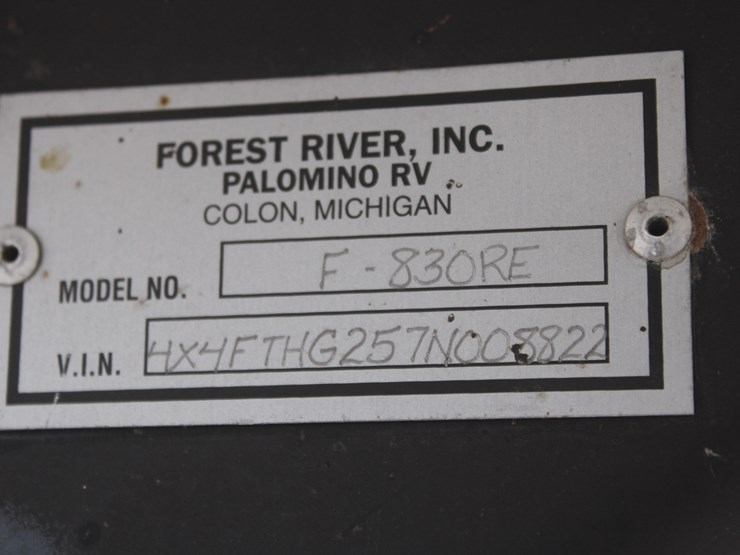 FOREST RIVER, INC.
PALOMINO RV
COLON, MICHIGAN
MODEL NO. F-830RE
V.I.N. 4X4FTHG257N008822